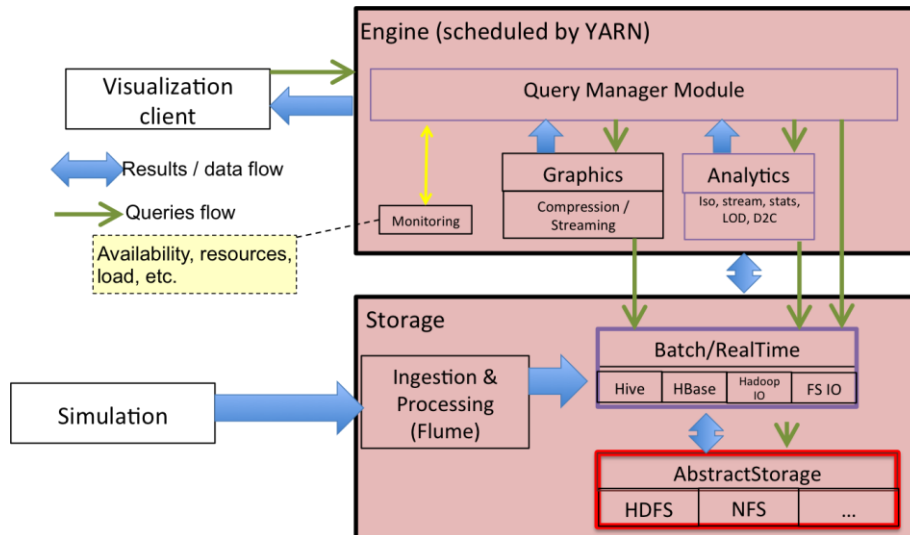 Engine (scheduled by YARN)
Visualization
client
Query Manager Module
Results / data flow
Queries flow
Graphics
Compression /
Streaming
Analytics
Iso, stream, stats,
LOD, D2C
Monitoring
Availability, resources,
load, etc.
Storage
Batch/RealTime
Hive
HBase
Hadoop
IO
FS IO
Ingestion &
Processing
(Flume)
Simulation
AbstractStorage
HDFS
NFS
...